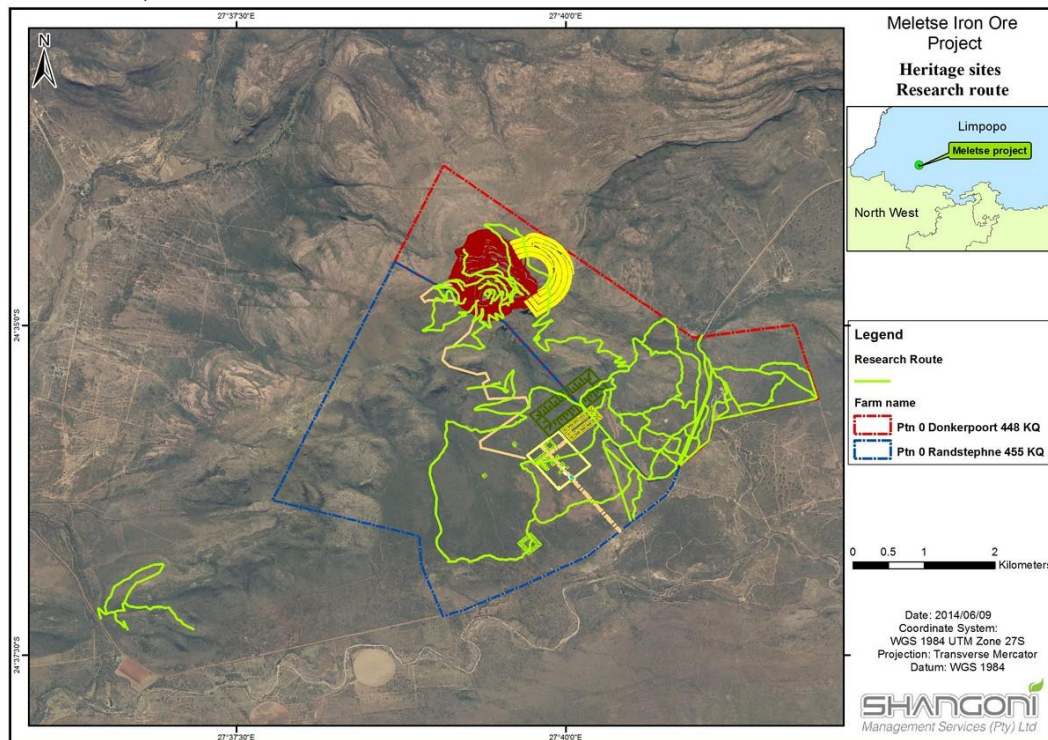 27°37'30"E
27°40'0"E
N
24°35'0"S
24°37'30"S
27°37'30"E
27°40'0"E
Meletse Iron Ore
Project
Heritage sites
Research route
Limpopo
Meletse project
North West
Legend
Research Route
Farm name
Ptn 0 Donkerpoort 448 KQ
Ptn 0 Randstephne 455 KQ
0 0.5 1 2
Kilometers
Date: 2014/06/09
Coordinate System:
WGS 1984 UTM Zone 27S
Projection: Transverse Mercator
Datum: WGS 1984
SHANGONI
Management Services (Pty) Ltd